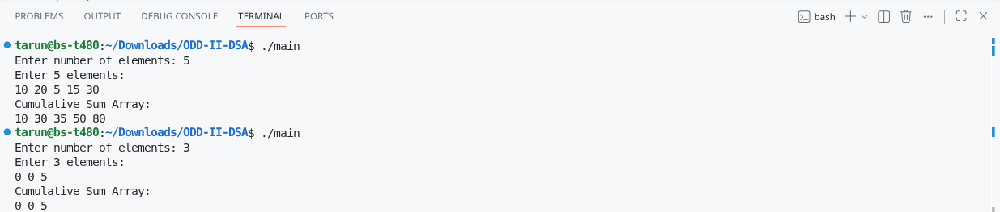 PROBLEMS OUTPUT DEBUG CONSOLE TERMINAL PORTS bash
tarun@bs-t480:~/Downloads/ODD-II-DSA$ ./main
Enter number of elements: 5
Enter 5 elements:
10 20 5 15 30
Cumulative Sum Array:
10 30 35 50 80
tarun@bs-t480:~/Downloads/ODD-II-DSA$ ./main
Enter number of elements: 3
Enter 3 elements:
0 0 5
Cumulative Sum Array:
0 0 5